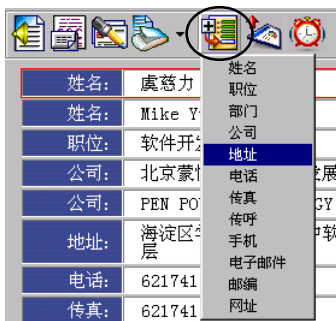 姓名
职位
部门
公司
地址
电话
传真
传呼
手机
电子邮件
邮编
网址
姓名: 虞慈力
姓名: Mike Y
职位: 软件开
公司: 北京蒙
公司: PEN PO GY
地址: 海淀区 软
层
电话: 621741
传真: 621741